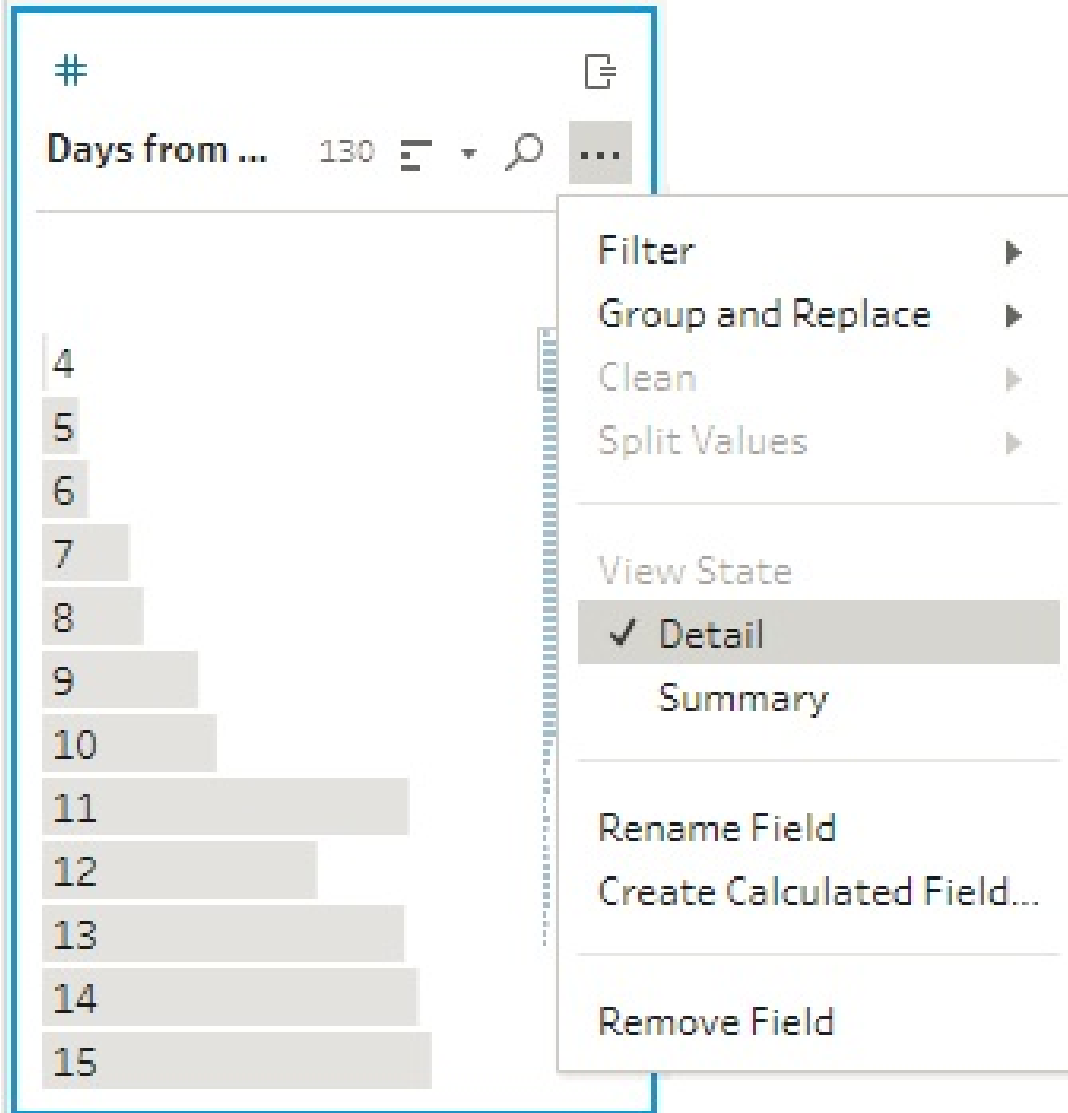 #
Days from ... 130 ...
Filter
Group and Replace
Clean
Split Values
View State
✓ Detail
Summary
Rename Field
Create Calculated Field...
Remove Field
4
5
6
7
8
9
10
11
12
13
14
15